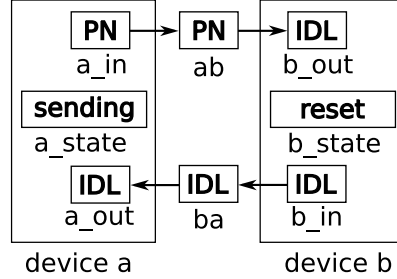 PN PN IDL
a_in ab b_out
sending reset
a_state b_state
IDL IDL IDL
a_out ba b_in
device a device b